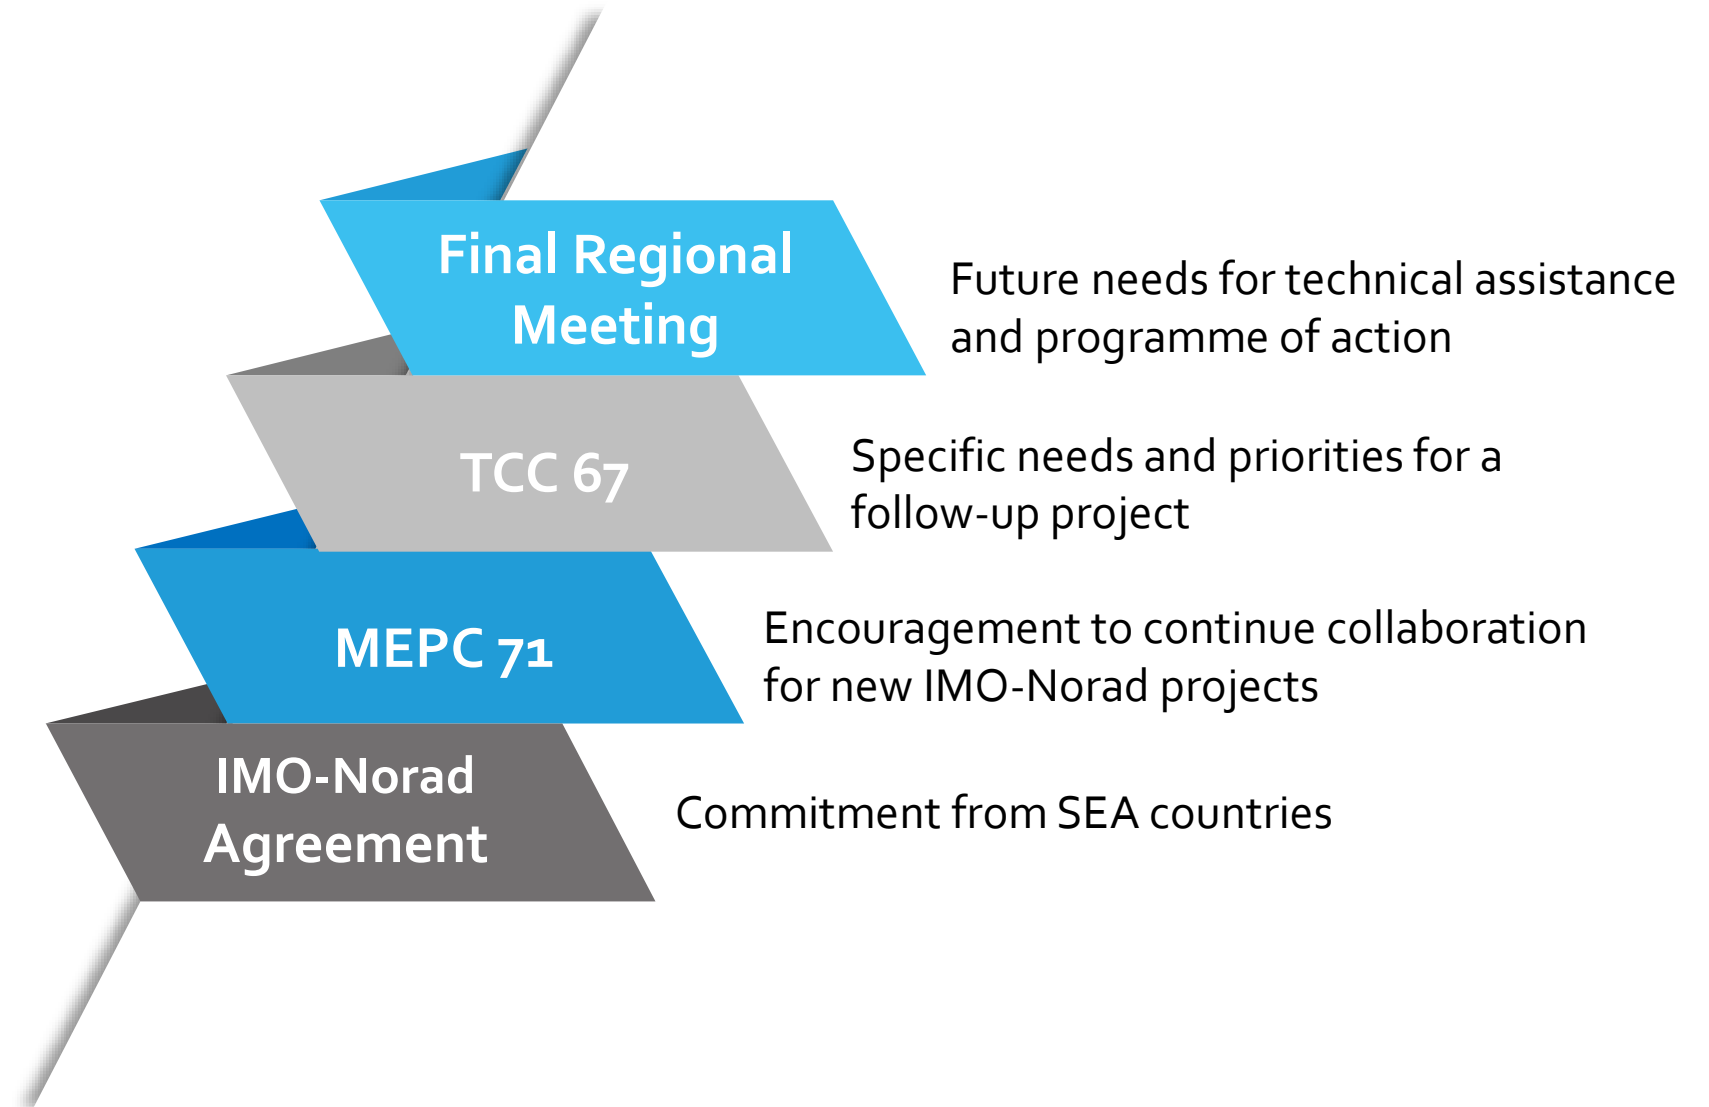 Final Regional
Meeting
Future needs for technical assistance
and programme of action
TCC 67
Specific needs and priorities for a
follow-up project
MEPC 71
Encouragement to continue collaboration
for new IMO-Norad projects
IMO-Norad
Agreement
Commitment from SEA countries